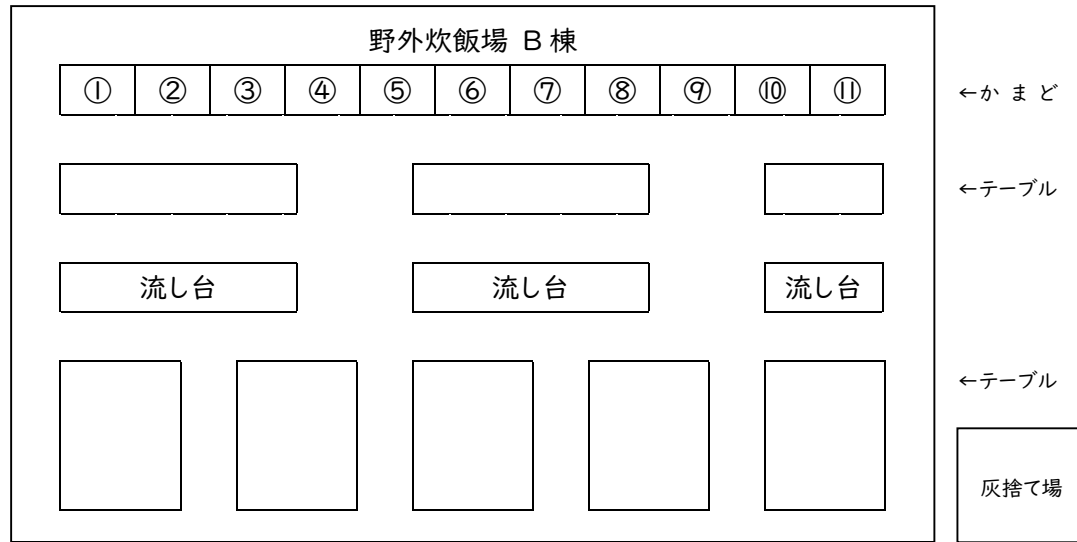 野外炊飯場 B棟
① ② ③ ④ ⑤ ⑥ ⑦ ⑧ ⑨ ⑩ ⑪ ←かまど
←テーブル
流し台 流し台 流し台
←テーブル
灰捨て場